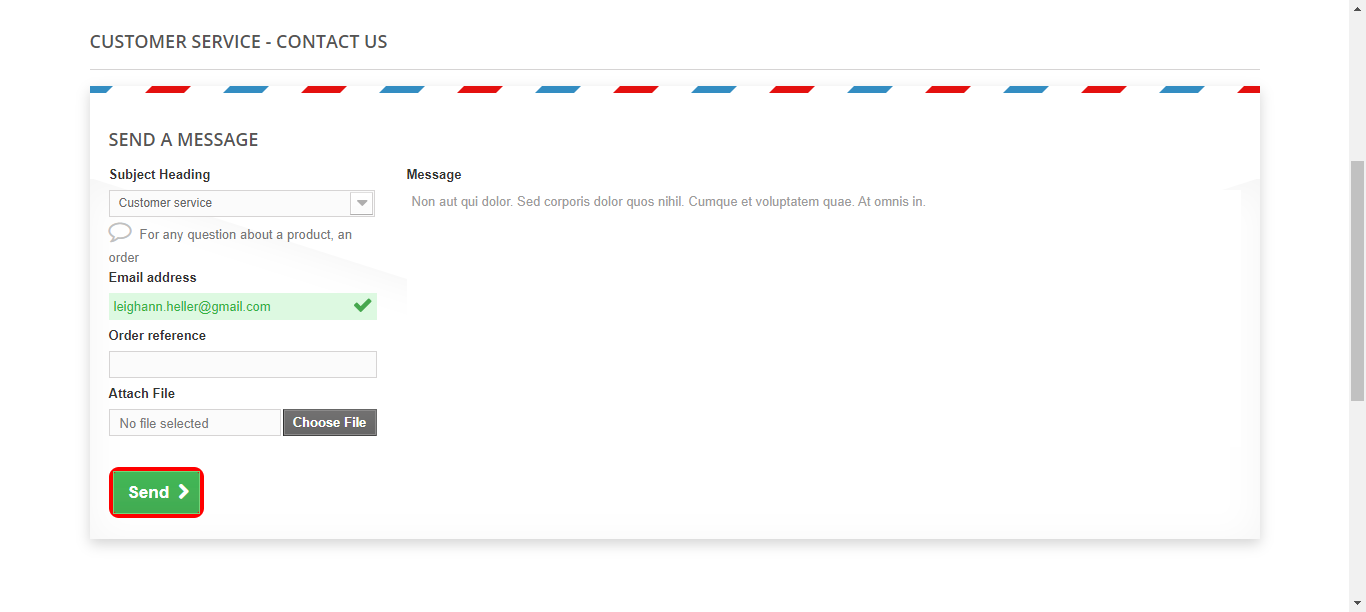 CUSTOMER SERVICE - CONTACT US
SEND A MESSAGE
Subject Heading
Customer service
For any question about a product, an
order
Email address
leighann.heller@gmail.com
Order reference
Attach File
No file selected
Choose File
Send
Message
Non aut qui dolor. Sed corporis dolor quos nihil. Cumque et voluptatem quae. At omnis in.